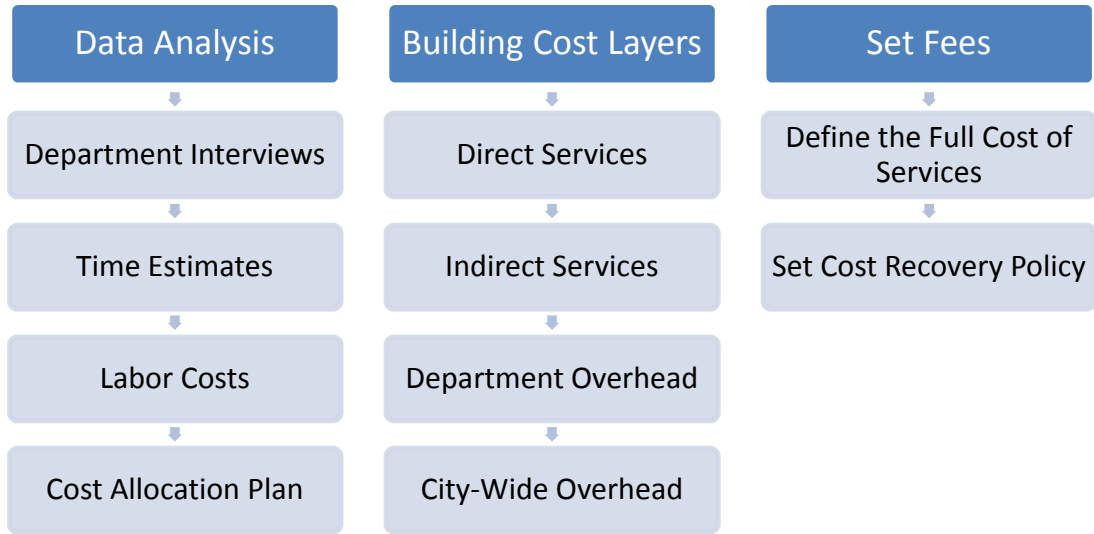 Data Analysis
Department Interviews
Time Estimates
Labor Costs
Cost Allocation Plan
Building Cost Layers
Direct Services
Indirect Services
Department Overhead
City-Wide Overhead
Set Fees
Define the Full Cost of
Services
Set Cost Recovery Policy